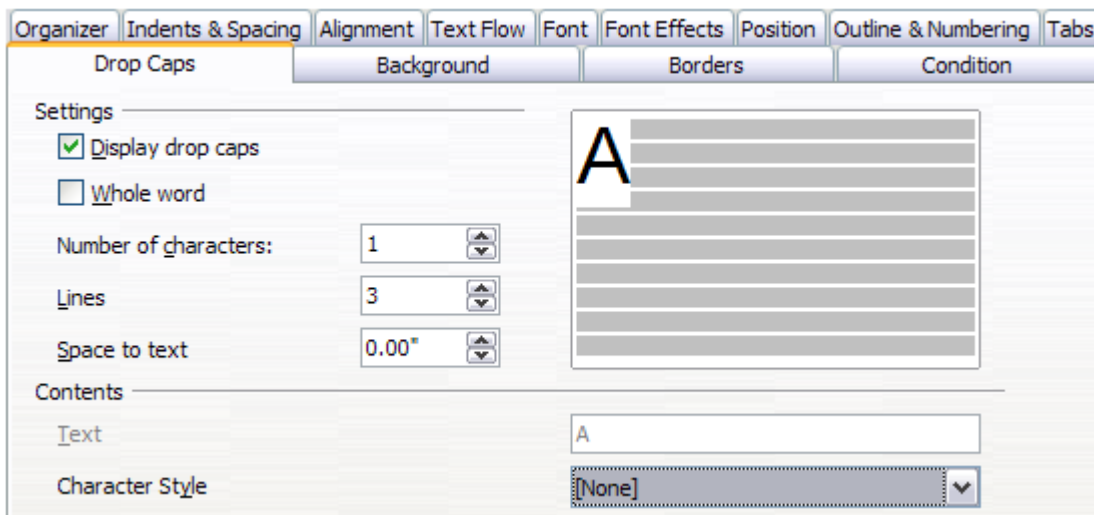 Organizer Indents & Spacing Alignment Text Flow Font Font Effects Position Outline & Numbering Tabs
Drop Caps Background Borders Condition
Settings
Display drop caps
Whole word
Number of characters: 1
Lines 3
Space to text 0.00"
A
Contents
Text A
Character Style [None]